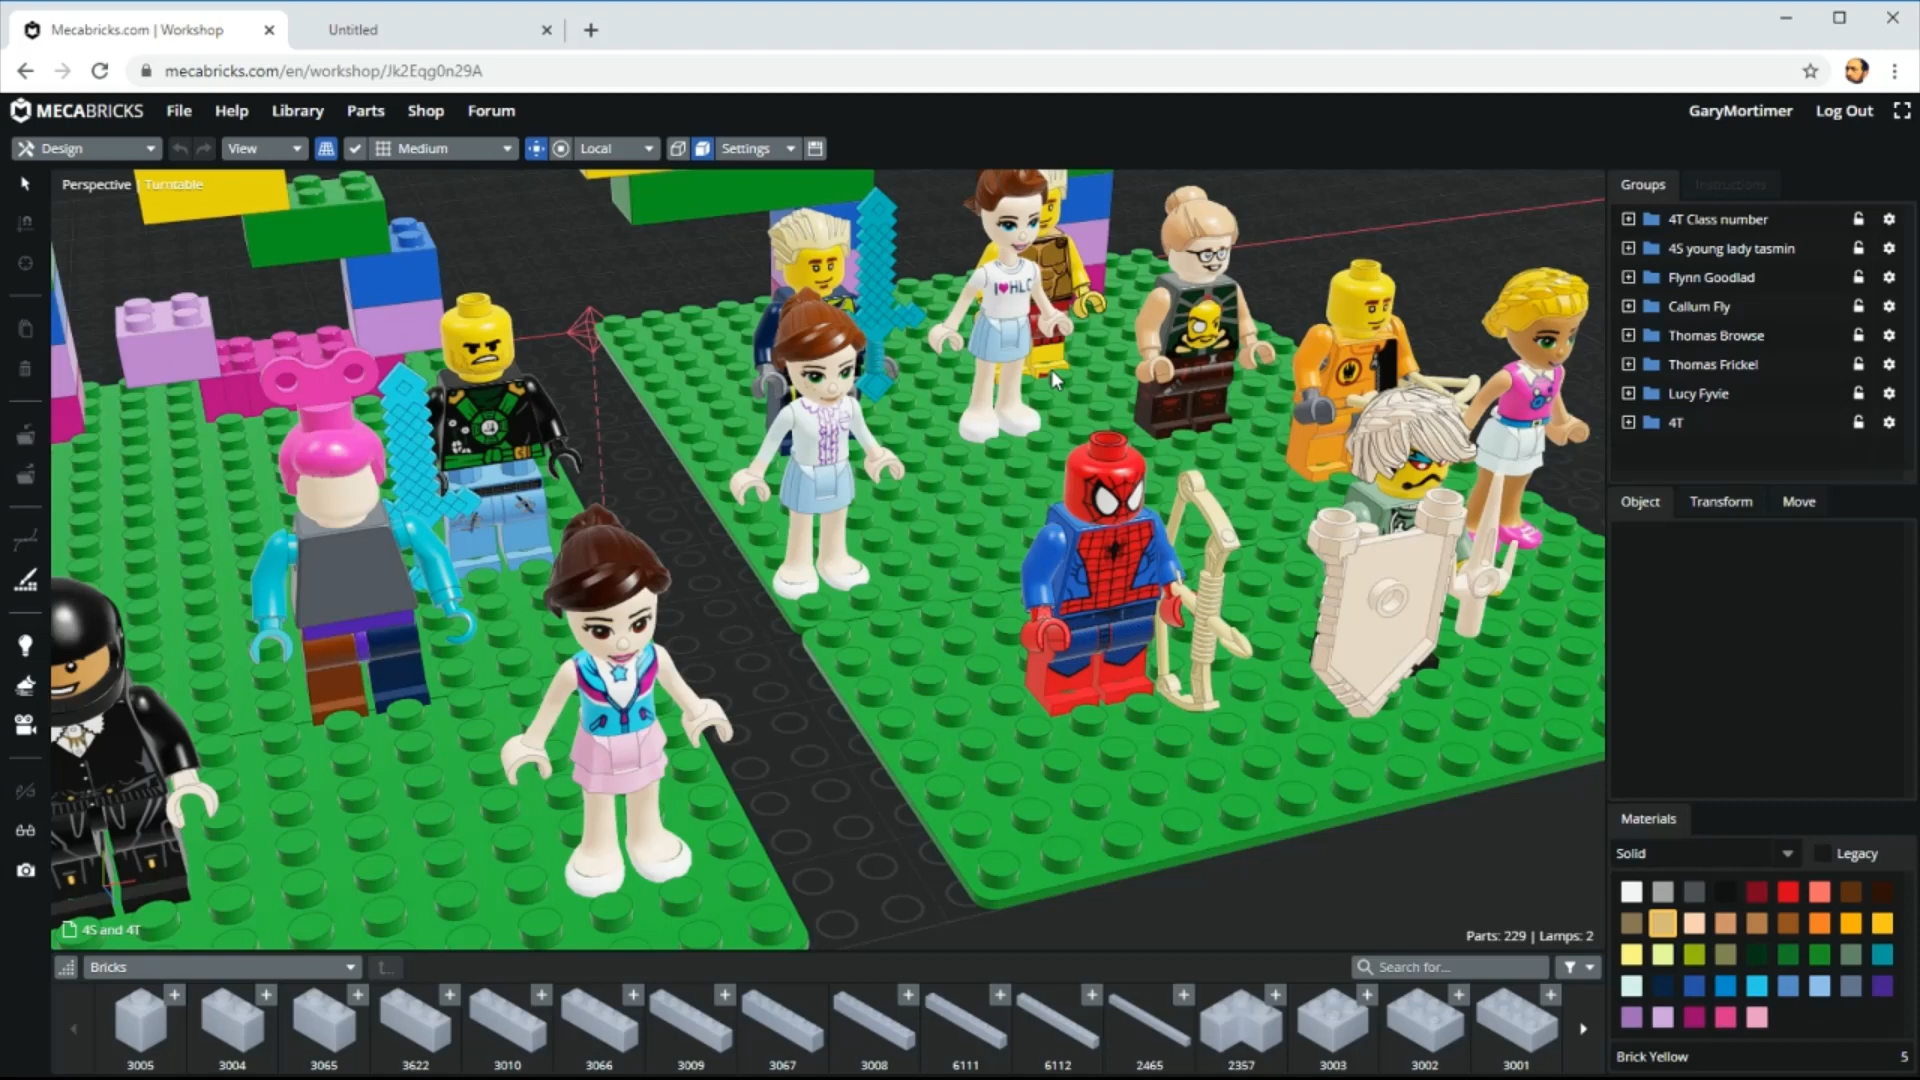 Mecabricks.com | Workshop
Untitled
mecabricks.com/en/workshop/Jk2Eqg0n29A
MECABRICKS File Help Library Parts Shop Forum GaryMortimer Log Out
Design View Medium Local Settings
Perspective | Turntable
I♥HLC
Groups Instructions
4T Class number
4S young lady tasmin
Flynn Goodlad
Callum Fly
Thomas Browse
Thomas Frickel
Lucy Fyvie
4T
Object Transform Move
Materials
Solid Legacy
4S and 4T
Parts: 229 | Lamps: 2
Bricks
Search for...
3005 3004 3065 3622 3010 3066 3009 3067 3008 6111 6112 2465 2357 3003 3002 3001
Brick Yellow 5